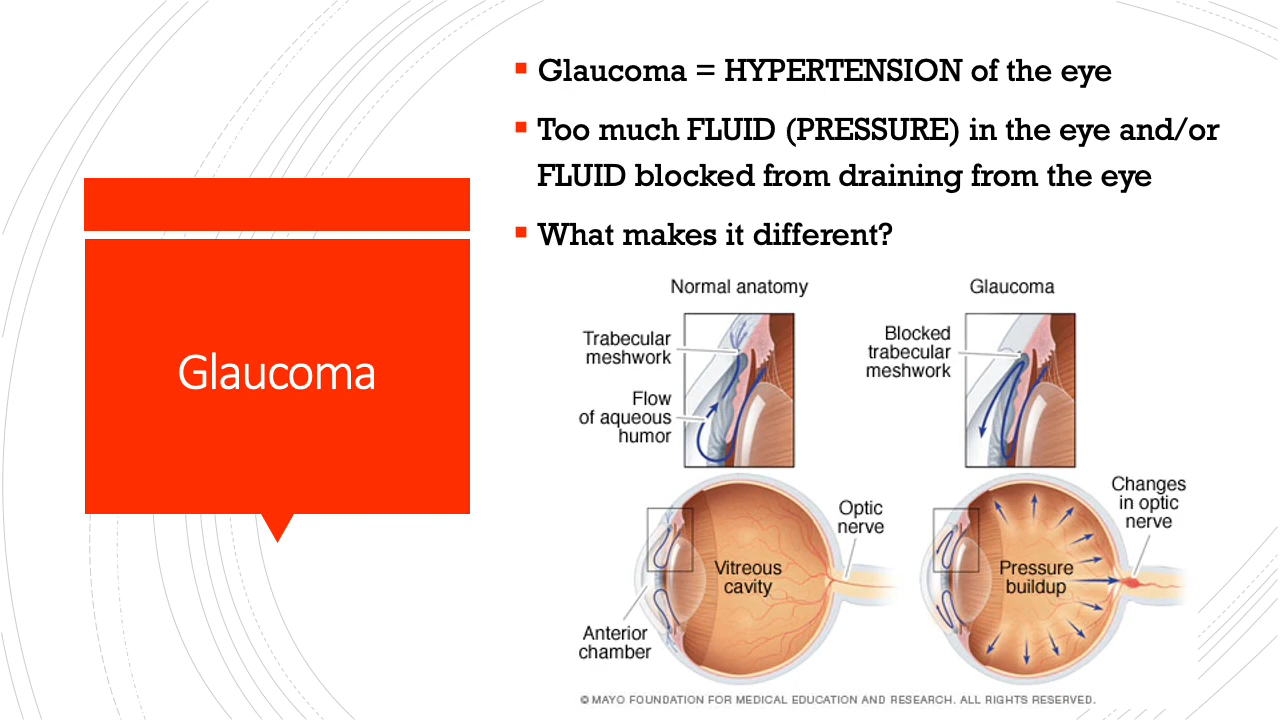 Glaucoma
Glaucoma = HYPERTENSION of the eye
Too much FLUID (PRESSURE) in the eye and/or
FLUID blocked from draining from the eye
What makes it different?
Normal anatomy
Trabecular
meshwork
Flow
of aqueous
humor
Optic
nerve
Vitreous
cavity
Anterior
chamber
Glaucoma
Blocked
trabecular
meshwork
Changes
in optic
nerve
Pressure
buildup
© MAYO FOUNDATION FOR MEDICAL EDUCATION AND RESEARCH. ALL RIGHTS RESERVED.